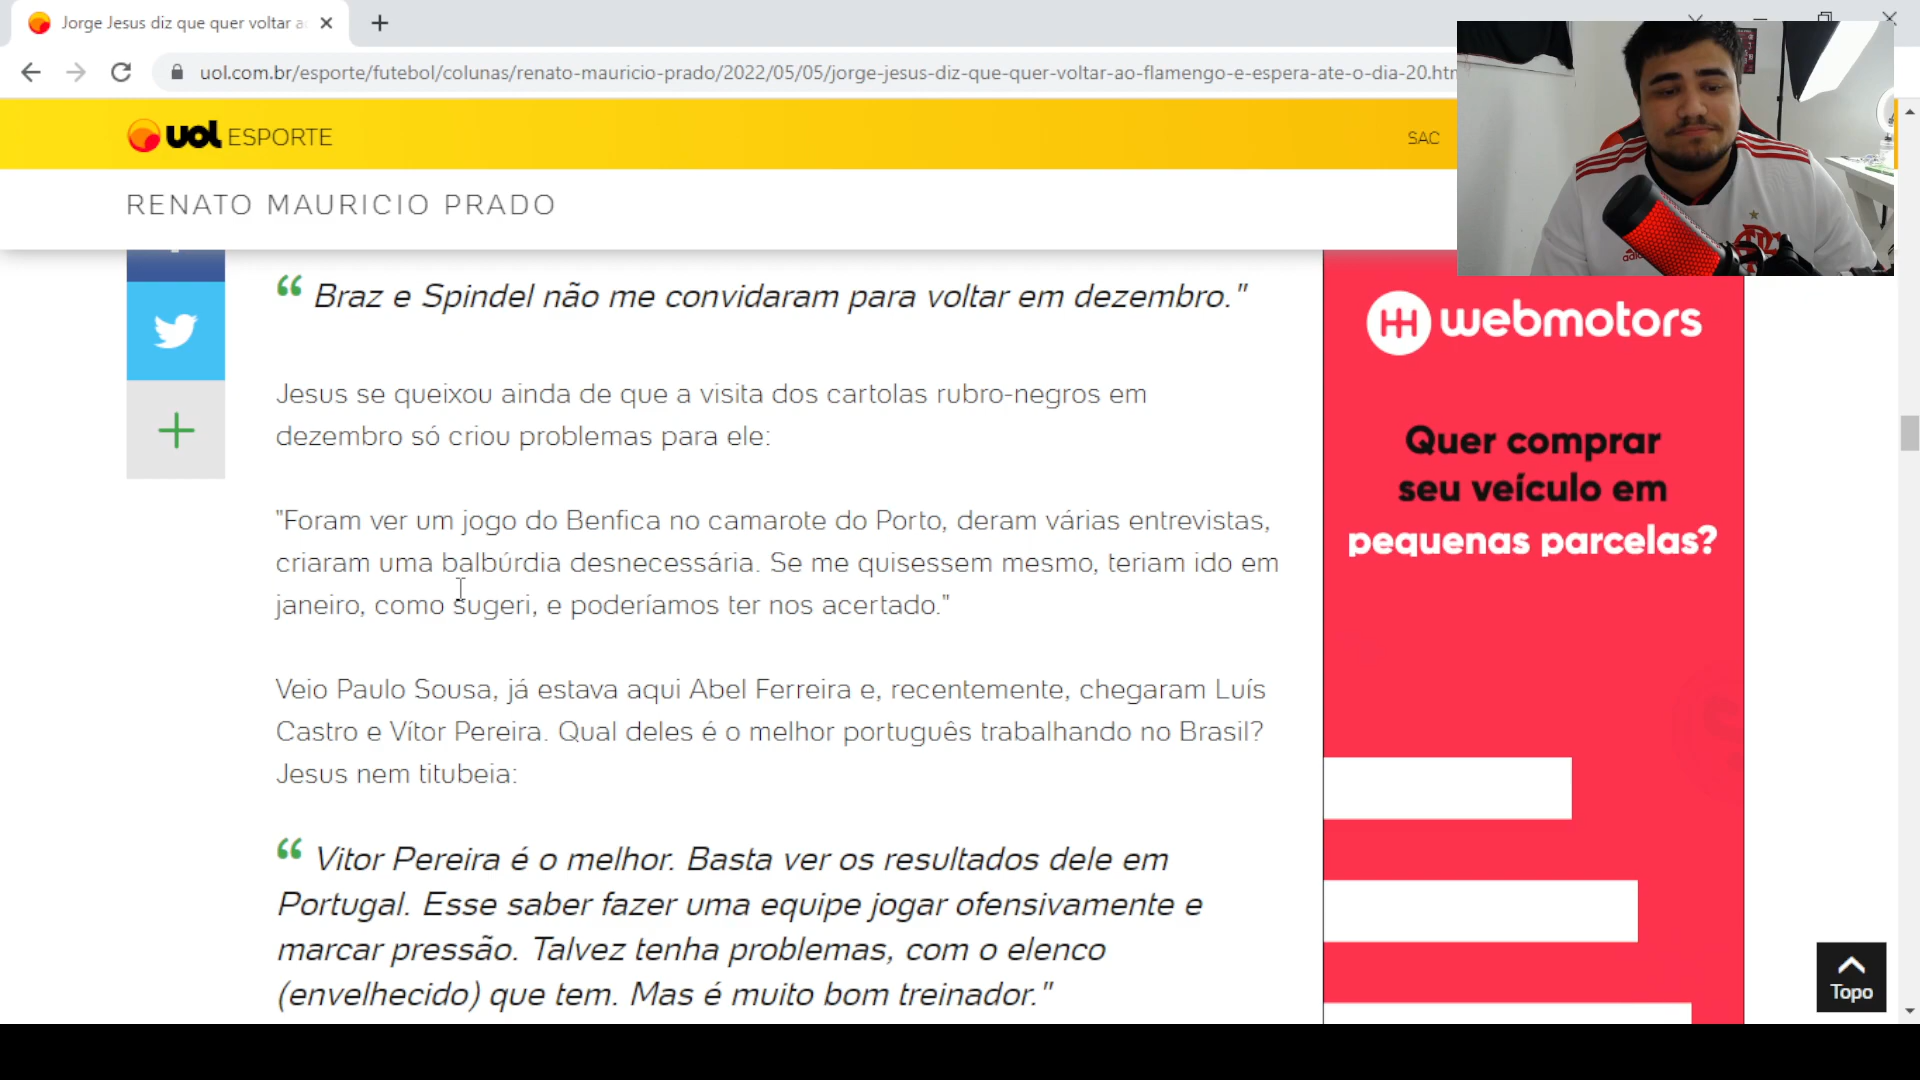 Jorge Jesus diz que quer voltar a
uol.com.br/esporte/futebol/colunas/renato-mauricio-prado/2022/05/05/jorge-jesus-diz-que-quer-voltar-ao-flamengo-e-espera-ate-o-dia-20.htm
uol ESPORTE
SAC
RENATO MAURICIO PRADO
“ Braz e Spindel não me convidaram para voltar em dezembro."
Jesus se queixou ainda de que a visita dos cartolas rubro-negros em
dezembro só criou problemas para ele:
"Foram ver um jogo do Benfica no camarote do Porto, deram várias entrevistas,
criaram uma balbúrdia desnecessária. Se me quisessem mesmo, teriam ido em
janeiro, como sugeri, e poderíamos ter nos acertado."
Veio Paulo Sousa, já estava aqui Abel Ferreira e, recentemente, chegaram Luís
Castro e Vítor Pereira. Qual deles é o melhor português trabalhando no Brasil?
Jesus nem titubeia:
“ Vitor Pereira é o melhor. Basta ver os resultados dele em
Portugal. Esse saber fazer uma equipe jogar ofensivamente e
marcar pressão. Talvez tenha problemas, com o elenco
(envelhecido) que tem. Mas é muito bom treinador."
webmotors
Quer comprar
seu veículo em
pequenas parcelas?
Topo